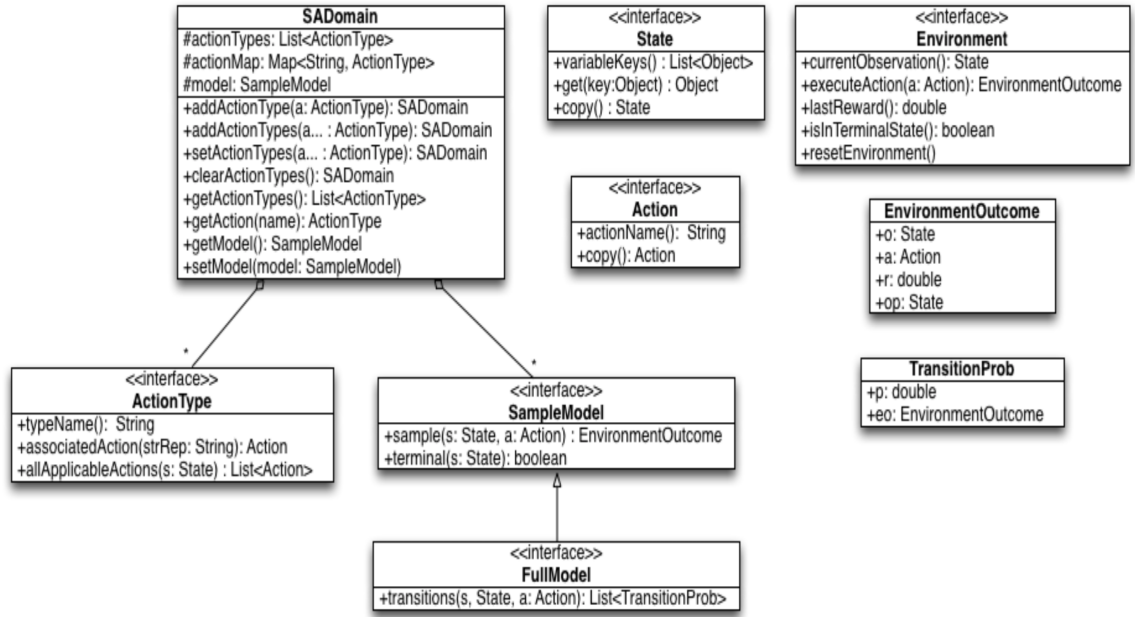 SADomain
#actionTypes: List<ActionType>
#actionMap: Map<String, ActionType>
#model: SampleModel
+addActionType(a: ActionType): SADomain
+addActionTypes(a... : ActionType): SADomain
+setActionTypes(a... : ActionType): SADomain
+clearActionTypes(): SADomain
+getActionTypes(): List<ActionType>
+getAction(name): ActionType
+getModel(): SampleModel
+setModel(model: SampleModel)
<<interface>>
State
+variableKeys() : List<Object>
+get(key:Object) : Object
+copy() : State
<<interface>>
Environment
+currentObservation(): State
+executeAction(a: Action): EnvironmentOutcome
+lastReward(): double
+isInTerminalState(): boolean
+resetEnvironment()
<<interface>>
Action
+actionName(): String
+copy(): Action
EnvironmentOutcome
+o: State
+a: Action
+r: double
+op: State
*
*
<<interface>>
ActionType
+typeName(): String
+associatedAction(strRep: String): Action
+allApplicableActions(s: State) : List<Action>
<<interface>>
SampleModel
+sample(s: State, a: Action) : EnvironmentOutcome
+terminal(s: State): boolean
TransitionProb
+p: double
+eo: EnvironmentOutcome
<<interface>>
FullModel
+transitions(s, State, a: Action): List<TransitionProb>